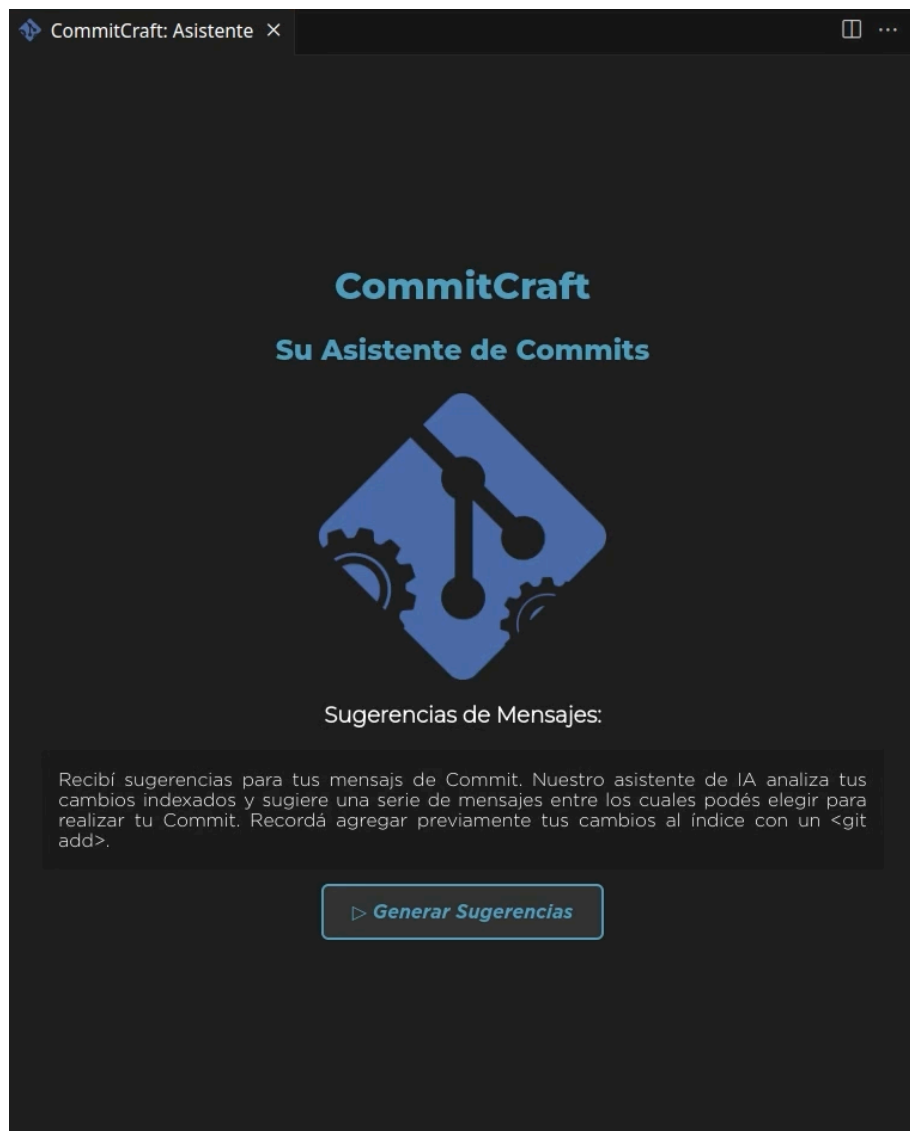 CommitCraft: Asistente
CommitCraft
Su Asistente de Commits
Sugerencias de Mensajes:
Recibí sugerencias para tus mensajs de Commit. Nuestro asistente de IA analiza tus
cambios indexados y sugiere una serie de mensajes entre los cuales podés elegir para
realizar tu Commit. Recordá agregar previamente tus cambios al índice con un <git
add>.
Generar Sugerencias